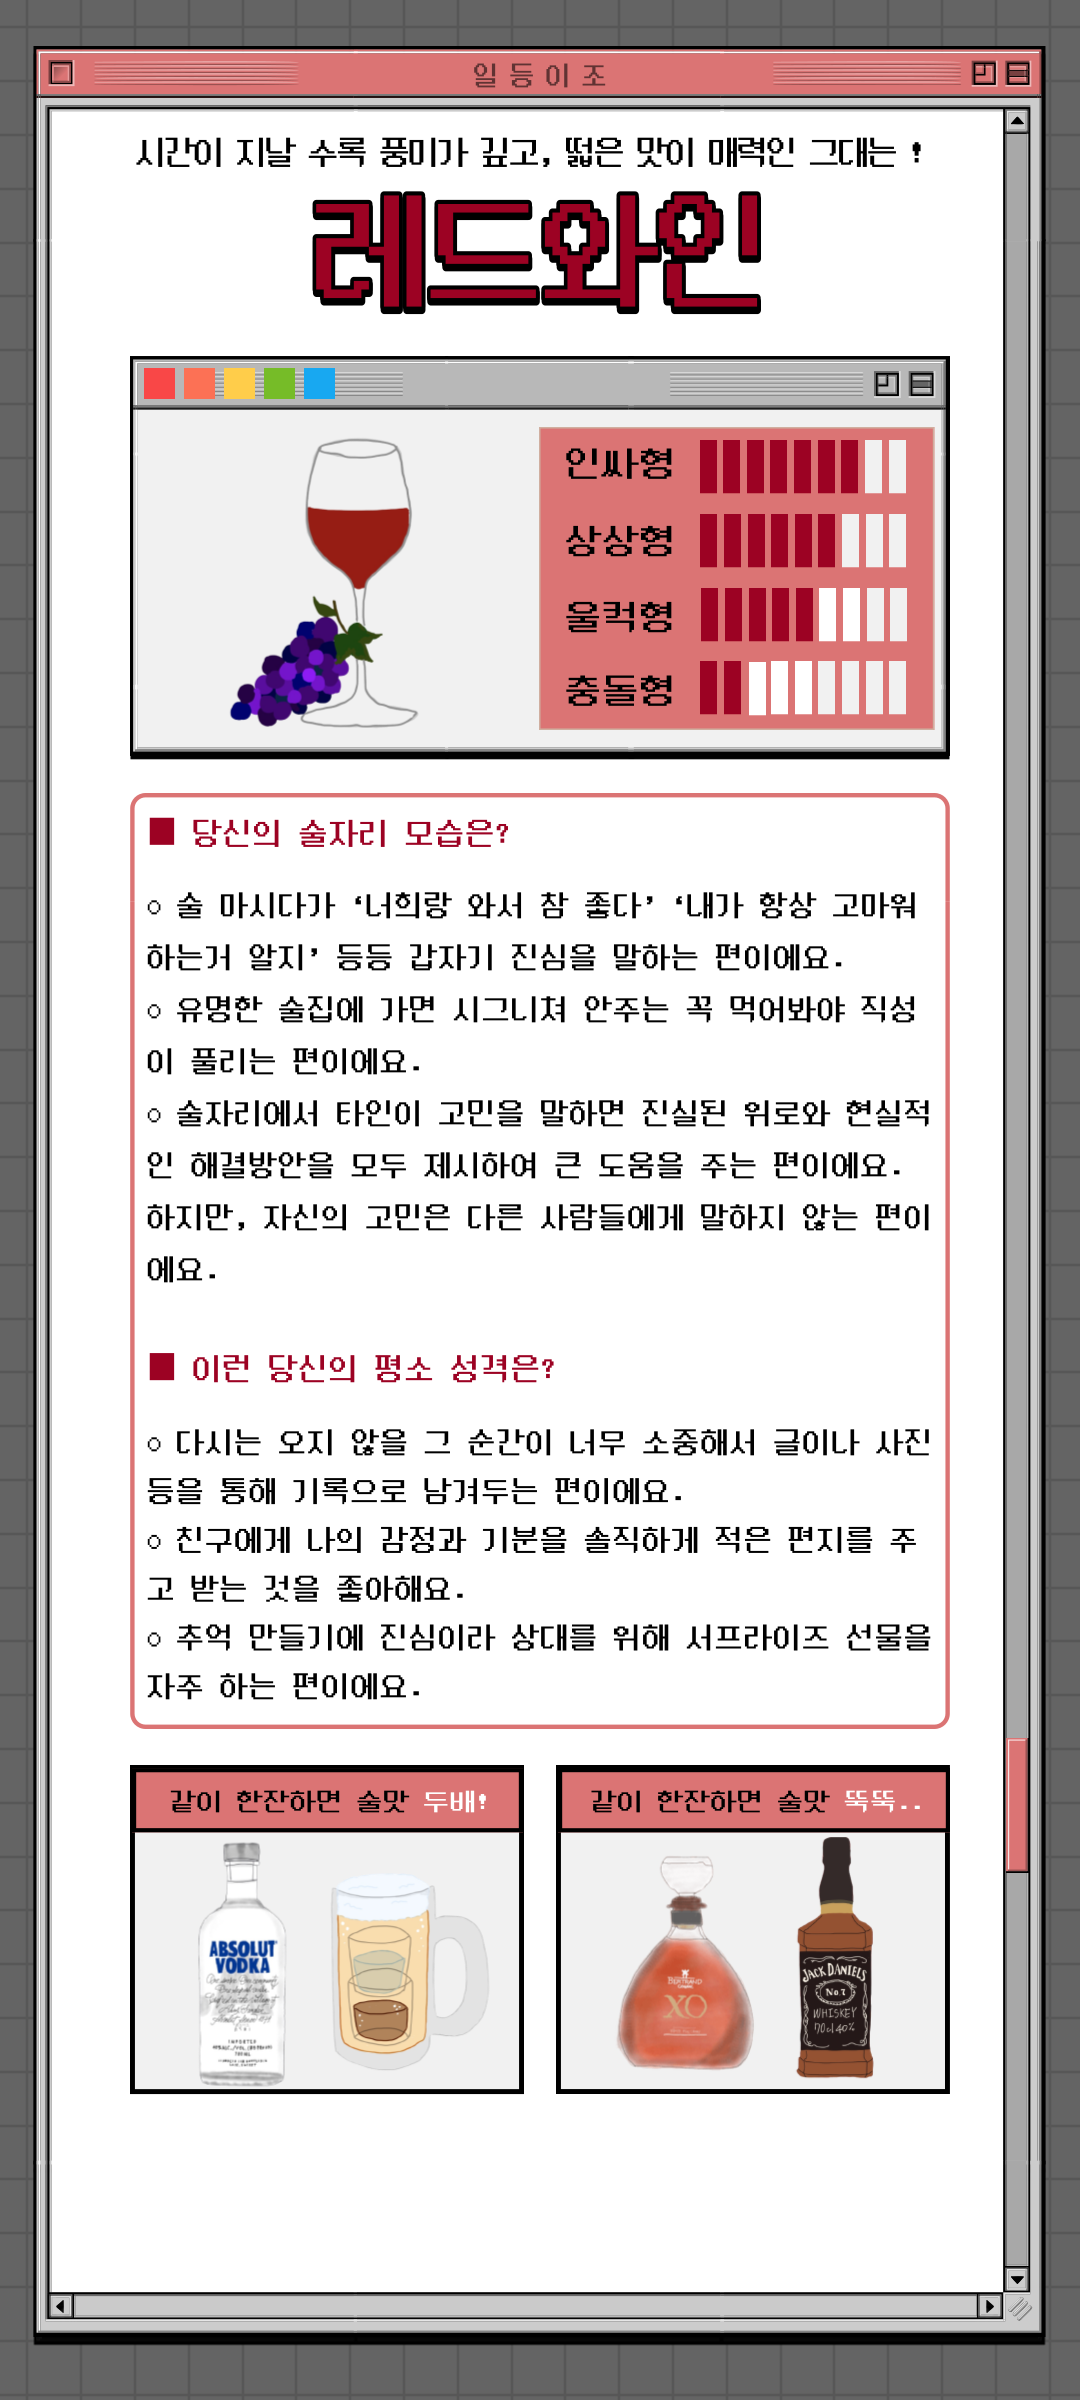 일등이조
시간이 지날 수록 풍미가 깊고, 떫은 맛이 매력인 그대는 !
레드와인
인싸형
상상형
울컥형
충돌형
■ 당신의 술자리 모습은?
○ 술 마시다가 ‘너희랑 와서 참 좋다’ ‘내가 항상 고마워
하는거 알지’ 등등 갑자기 진심을 말하는 편이에요.
○ 유명한 술집에 가면 시그니쳐 안주는 꼭 먹어봐야 직성
이 풀리는 편이에요.
○ 술자리에서 타인이 고민을 말하면 진실된 위로와 현실적
인 해결방안을 모두 제시하여 큰 도움을 주는 편이에요.
하지만, 자신의 고민은 다른 사람들에게 말하지 않는 편이
에요.
■ 이런 당신의 평소 성격은?
○ 다시는 오지 않을 그 순간이 너무 소중해서 글이나 사진
등을 통해 기록으로 남겨두는 편이에요.
○ 친구에게 나의 감정과 기분을 솔직하게 적은 편지를 주
고 받는 것을 좋아해요.
○ 추억 만들기에 진심이라 상대를 위해 서프라이즈 선물을
자주 하는 편이에요.
같이 한잔하면 술맛 두배!
같이 한잔하면 술맛 뚝뚝..
ABSOLUT
VODKA
IMPORTED
BERTRAND
XO
JACK DANIELS
No 7
WHISKEY
70cl 40%